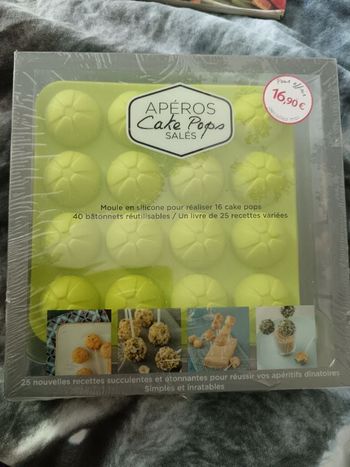 Pour offrir
16,90 €
APÉROS
Cake Pops
SALÉS
Moule en silicone pour réaliser 16 cake pops
40 bâtonnets réutilisables / Un livre de 25 recettes variées
25 nouvelles recettes succulentes et étonnantes pour réussir vos apéritifs dînatoires
Simples et inratables